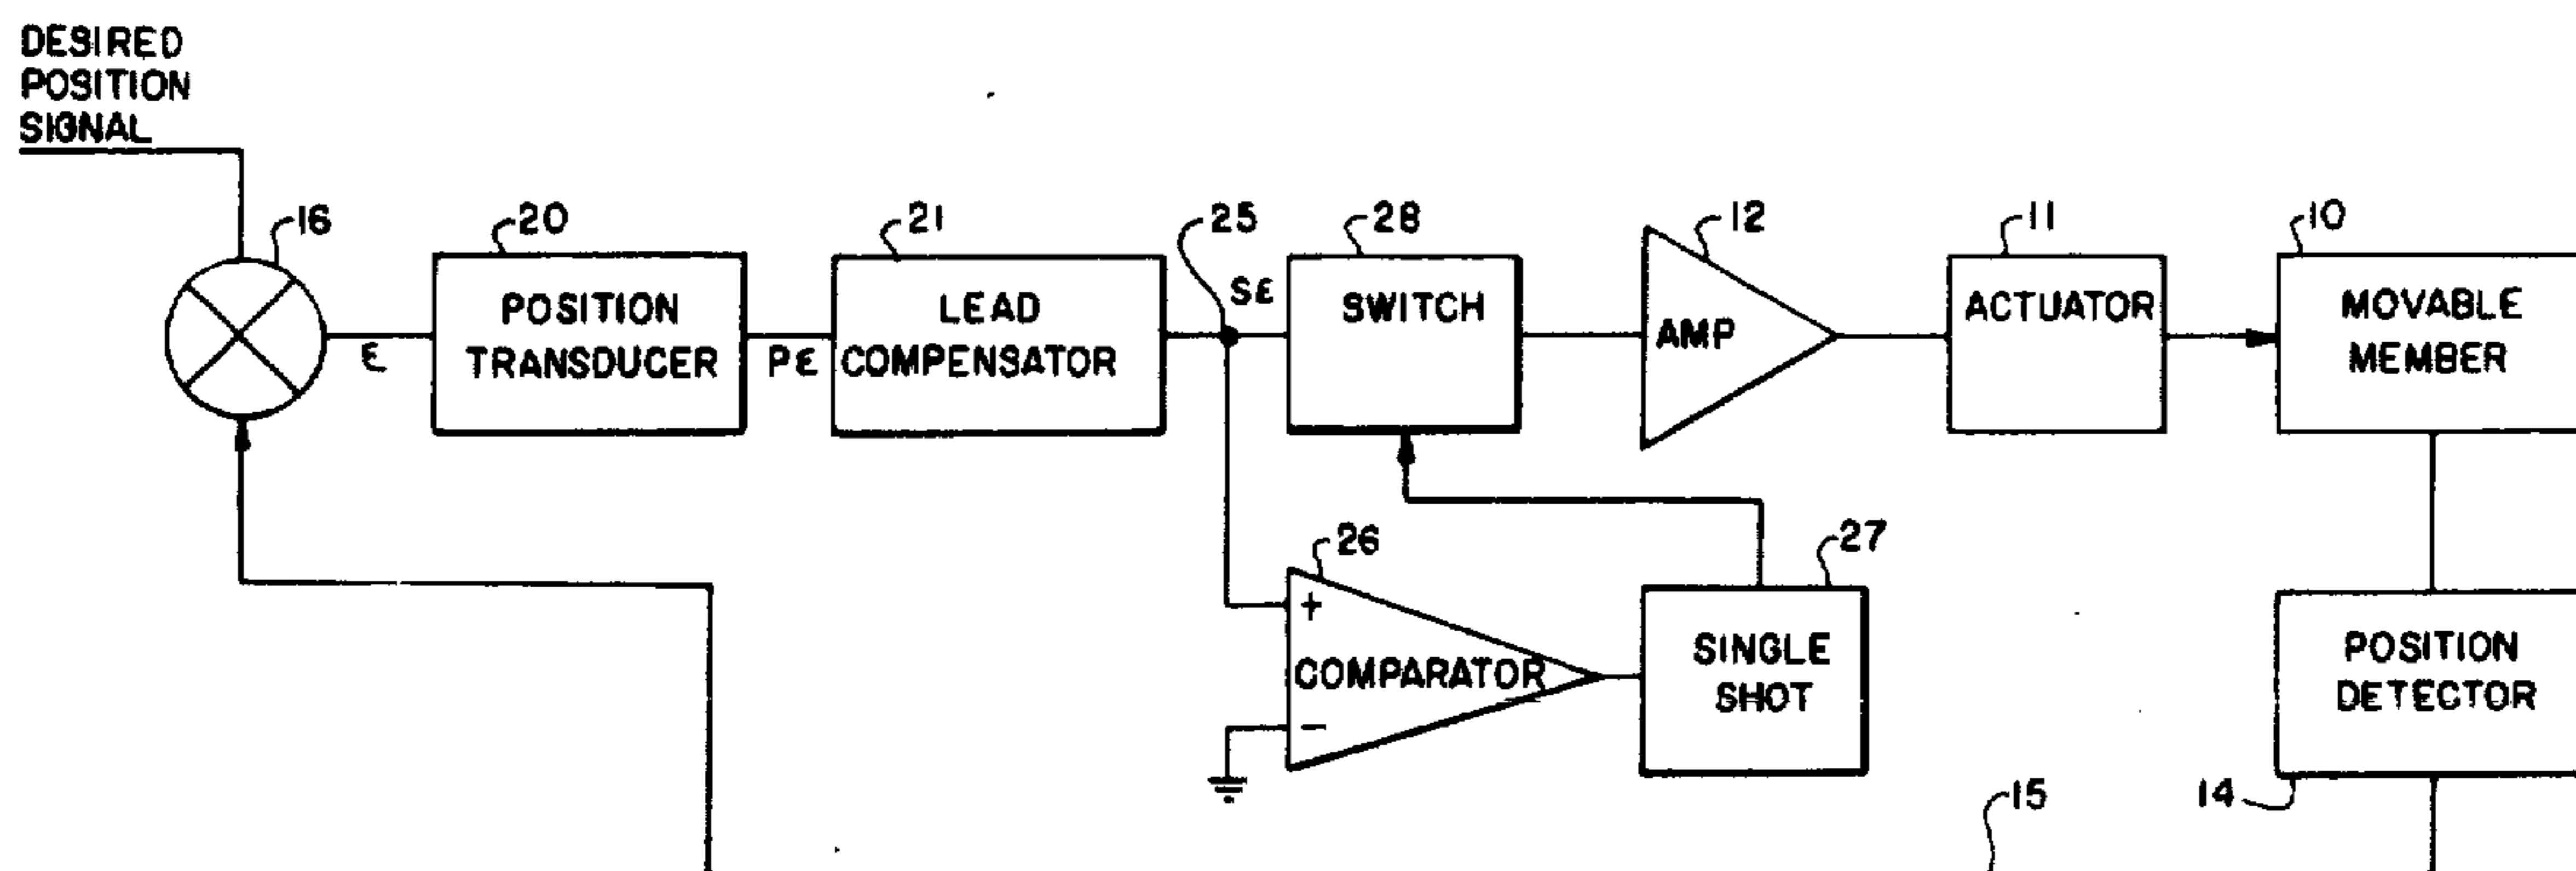 DESIRED
POSITION
SIGNAL
16
20
21
25
28
12
11
10
POSITION
TRANSDUCER
LEAD
COMPENSATOR
SWITCH
AMP
ACTUATOR
MOVABLE
MEMBER
ε
Pε
Sε
26
27
+
COMPARATOR
−
SINGLE
SHOT
POSITION
DETECTOR
14
15